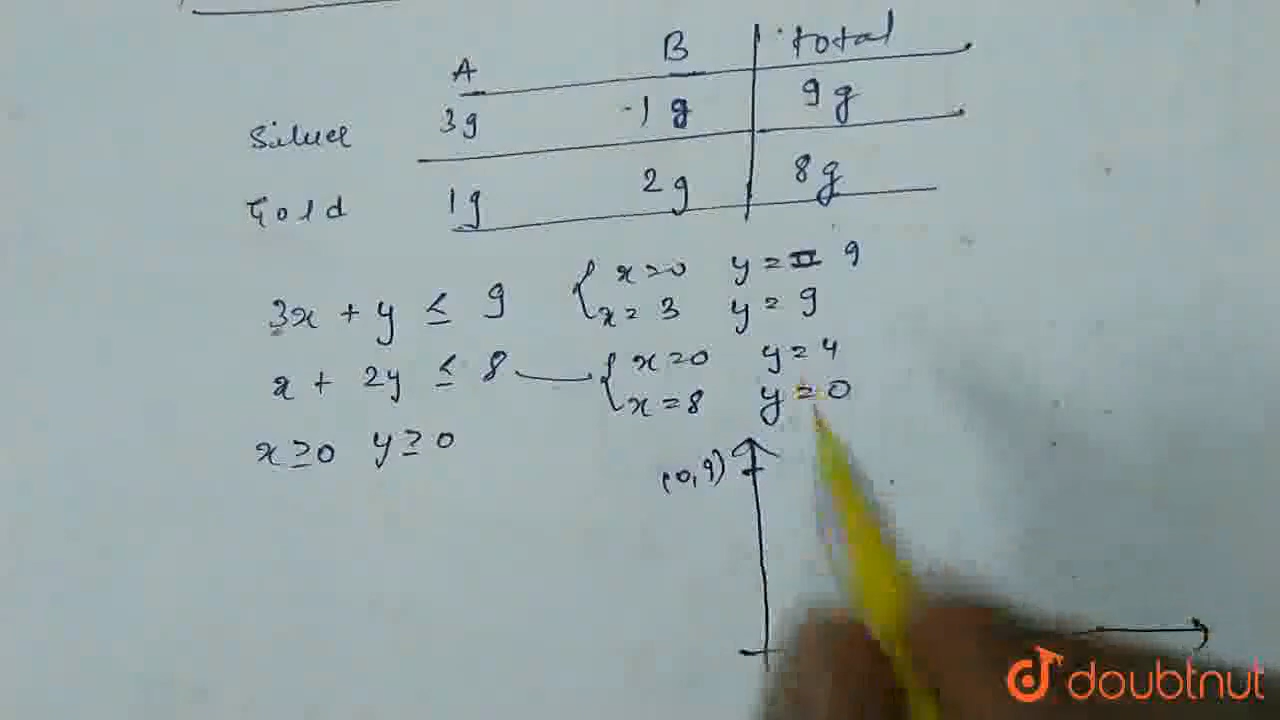 A B total
Silver 3g 1g 9g
Gold 1g 2g 8g
3x + y ≤ 9 { x=0 y= 9
x= 3 y= 9
x + 2y ≤ 8 { x=0 y=4
x=8 y=0
x≥0 y≥0
(0,9)
doubtnut